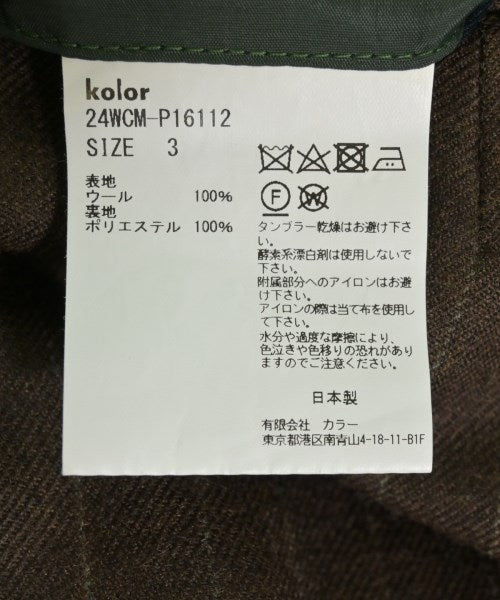 kolor
24WCM-P16112
SIZE 3
表地
ウール 100%
裏地
ポリエステル 100%
F
W
タンブラー乾燥はお避け下さ
い。
酵素系漂白剤は使用しないで
下さい。
附属部分へのアイロンはお避
け下さい。
アイロンの際は当て布を使用し
て下さい。
水分や過度な摩擦により、
色泣きや色移りの恐れがあり
ますのでご注意ください。
日本製
有限会社 カラー
東京都港区南青山4-18-11-B1F